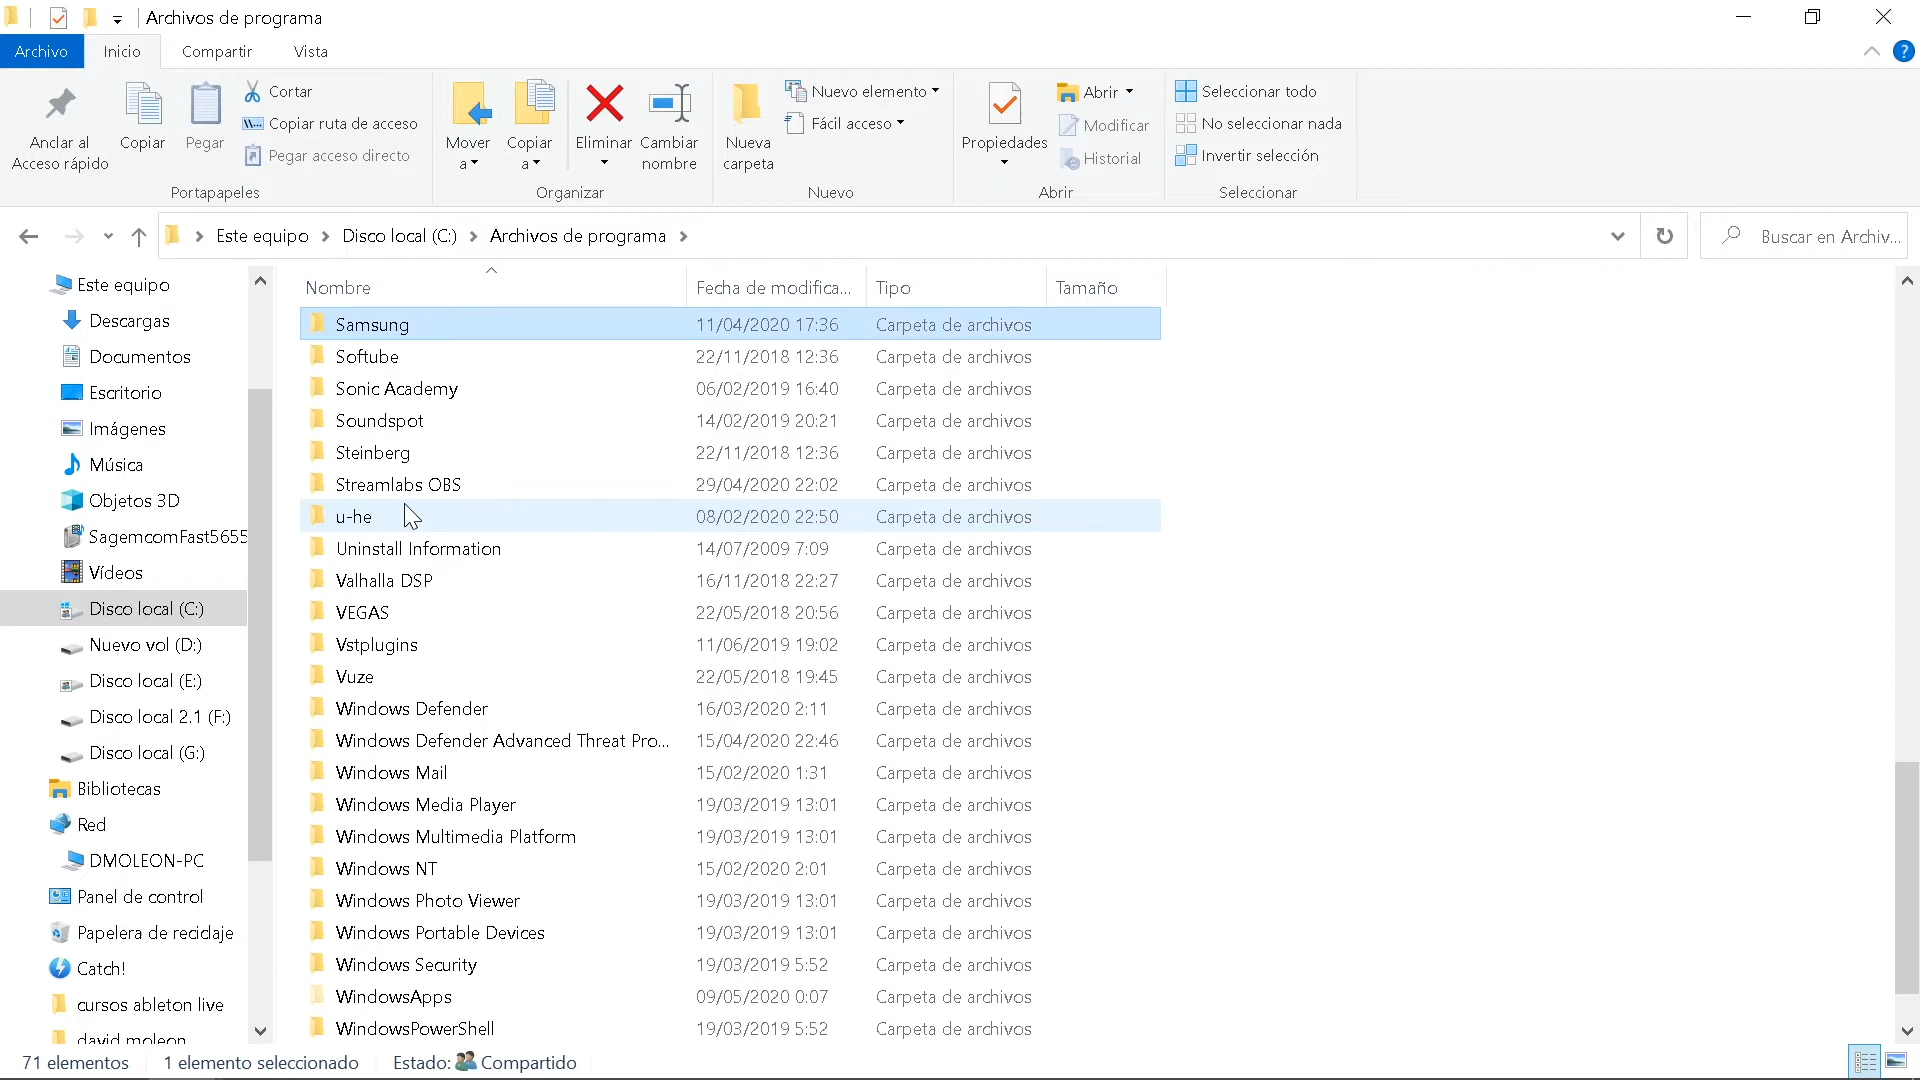 Archivos de programa
Archivo Inicio Compartir Vista
Anclar al Acceso rápido
Copiar
Pegar
Cortar
Copiar ruta de acceso
Pegar acceso directo
Portapapeles
Mover a
Copiar a
Eliminar
Cambiar nombre
Organizar
Nueva carpeta
Nuevo elemento
Fácil acceso
Nuevo
Propiedades
Abrir
Modificar
Historial
Abrir
Seleccionar todo
No seleccionar nada
Invertir selección
Seleccionar
Este equipo Disco local (C:) Archivos de programa
Buscar en Archiv...
Este equipo
Descargas
Documentos
Escritorio
Imágenes
Música
Objetos 3D
SagemcomFast5655
Vídeos
Disco local (C:)
Nuevo vol (D:)
Disco local (E:)
Disco local 2.1 (F:)
Disco local (G:)
Bibliotecas
Red
DMOLEON-PC
Panel de control
Papelera de reciclaje
Catch!
cursos ableton live
david moleon
Nombre Fecha de modifica... Tipo Tamaño
Samsung 11/04/2020 17:36 Carpeta de archivos
Softube 22/11/2018 12:36 Carpeta de archivos
Sonic Academy 06/02/2019 16:40 Carpeta de archivos
Soundspot 14/02/2019 20:21 Carpeta de archivos
Steinberg 22/11/2018 12:36 Carpeta de archivos
Streamlabs OBS 29/04/2020 22:02 Carpeta de archivos
u-he 08/02/2020 22:50 Carpeta de archivos
Uninstall Information 14/07/2009 7:09 Carpeta de archivos
Valhalla DSP 16/11/2018 22:27 Carpeta de archivos
VEGAS 22/05/2018 20:56 Carpeta de archivos
Vstplugins 11/06/2019 19:02 Carpeta de archivos
Vuze 22/05/2018 19:45 Carpeta de archivos
Windows Defender 16/03/2020 2:11 Carpeta de archivos
Windows Defender Advanced Threat Pro... 15/04/2020 22:46 Carpeta de archivos
Windows Mail 15/02/2020 1:31 Carpeta de archivos
Windows Media Player 19/03/2019 13:01 Carpeta de archivos
Windows Multimedia Platform 19/03/2019 13:01 Carpeta de archivos
Windows NT 15/02/2020 2:01 Carpeta de archivos
Windows Photo Viewer 19/03/2019 13:01 Carpeta de archivos
Windows Portable Devices 19/03/2019 13:01 Carpeta de archivos
Windows Security 19/03/2019 5:52 Carpeta de archivos
WindowsApps 09/05/2020 0:07 Carpeta de archivos
WindowsPowerShell 19/03/2019 5:52 Carpeta de archivos
71 elementos 1 elemento seleccionado Estado: Compartido